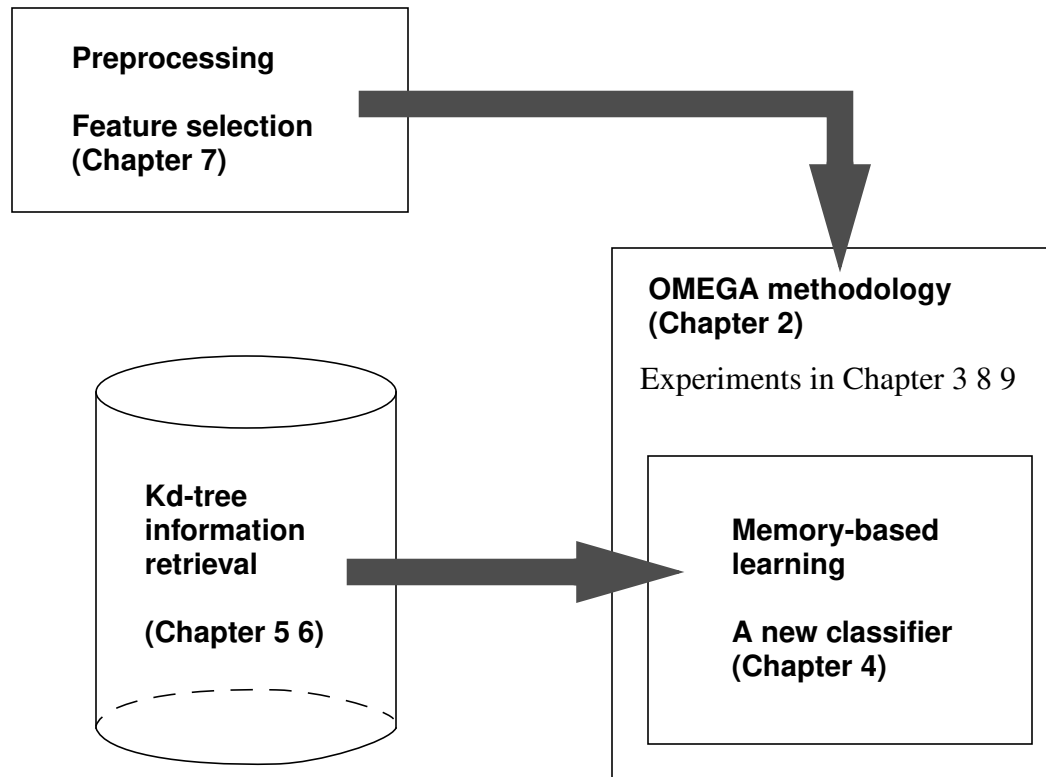 Preprocessing
Feature selection
(Chapter 7)
OMEGA methodology
(Chapter 2)
Experiments in Chapter 3 8 9
Kd-tree
information
retrieval
(Chapter 5 6)
Memory-based
learning
A new classifier
(Chapter 4)